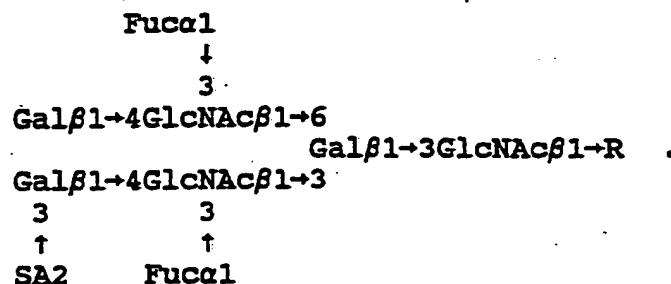 Fucα1
↓
3
Galβ1→4GlcNAcβ1→6
Galβ1→3GlcNAcβ1→R
Galβ1→4GlcNAcβ1→3
3 3
↑ ↑
SA2 Fucα1